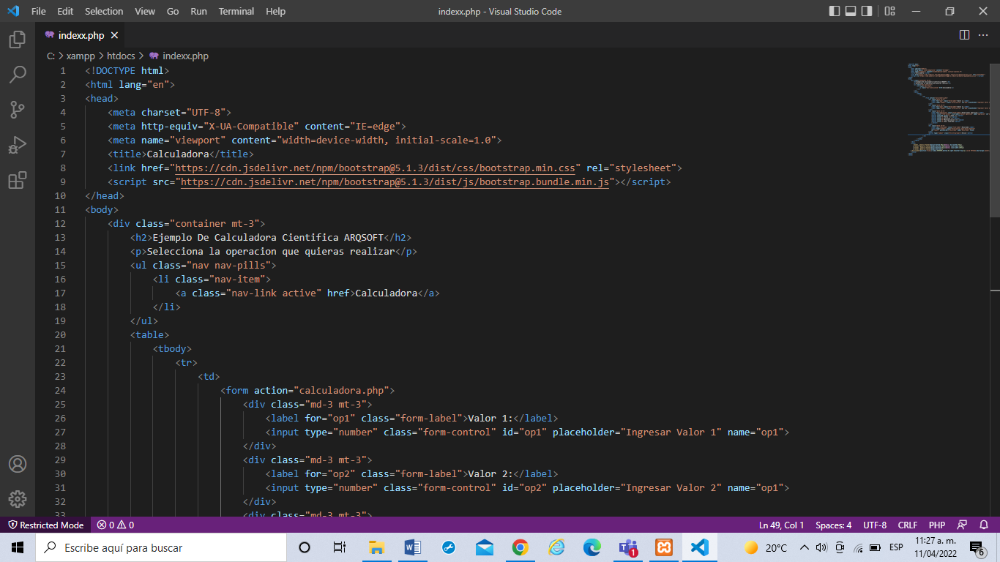 File Edit Selection View Go Run Terminal Help indexx.php - Visual Studio Code
indexx.php
C: > xampp > htdocs > indexx.php
1 <!DOCTYPE html>
2 <html lang="en">
3 <head>
4 <meta charset="UTF-8">
5 <meta http-equiv="X-UA-Compatible" content="IE=edge">
6 <meta name="viewport" content="width=device-width, initial-scale=1.0">
7 <title>Calculadora</title>
8 <link href="https://cdn.jsdelivr.net/npm/bootstrap@5.1.3/dist/css/bootstrap.min.css" rel="stylesheet">
9 <script src="https://cdn.jsdelivr.net/npm/bootstrap@5.1.3/dist/js/bootstrap.bundle.min.js"></script>
10 </head>
11 <body>
12 <div class="container mt-3">
13 <h2>Ejemplo De Calculadora Cientifica ARQSOFT</h2>
14 <p>Selecciona la operacion que quieras realizar</p>
15 <ul class="nav nav-pills">
16 <li class="nav-item">
17 <a class="nav-link active" href>Calculadora</a>
18 </li>
19 </ul>
20 <table>
21 <tbody>
22 <tr>
23 <td>
24 <form action="calculadora.php">
25 <div class="md-3 mt-3">
26 <label for="op1" class="form-label">Valor 1:</label>
27 <input type="number" class="form-control" id="op1" placeholder="Ingresar Valor 1" name="op1">
28 </div>
29 <div class="md-3 mt-3">
30 <label for="op2" class="form-label">Valor 2:</label>
31 <input type="number" class="form-control" id="op2" placeholder="Ingresar Valor 2" name="op1">
32 </div>
33 <div class="md-3 mt-3">
Restricted Mode 0 0 Ln 49, Col 1 Spaces: 4 UTF-8 CRLF PHP
Escribe aquí para buscar 1 20°C ESP 11:27 a. m. 6
11/04/2022